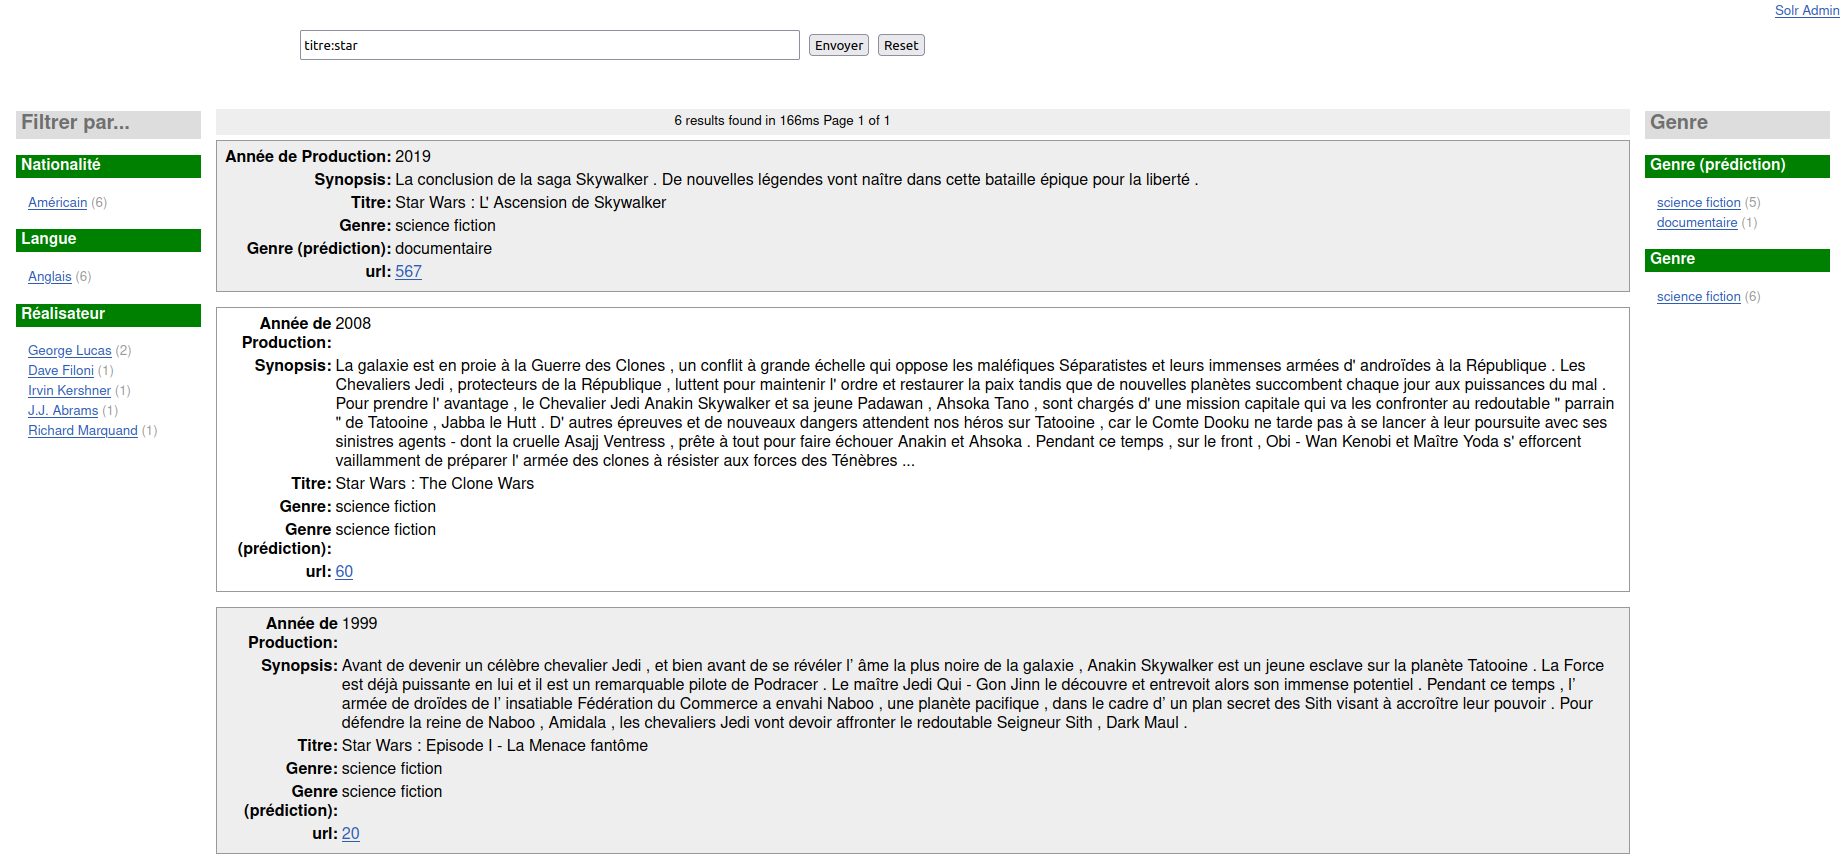 Solr Admin
titre:star
Envoyer
Reset
Filtrer par...
Nationalité
Américain (6)
Langue
Anglais (6)
Réalisateur
George Lucas (2)
Dave Filoni (1)
Irvin Kershner (1)
J.J. Abrams (1)
Richard Marquand (1)
6 results found in 166ms Page 1 of 1
Année de Production: 2019
Synopsis: La conclusion de la saga Skywalker . De nouvelles légendes vont naître dans cette bataille épique pour la liberté .
Titre: Star Wars : L' Ascension de Skywalker
Genre: science fiction
Genre (prédiction): documentaire
url: 567
Année de 2008
Production:
Synopsis: La galaxie est en proie à la Guerre des Clones , un conflit à grande échelle qui oppose les maléfiques Séparatistes et leurs immenses armées d' androïdes à la République . Les
Chevaliers Jedi , protecteurs de la République , luttent pour maintenir l' ordre et restaurer la paix tandis que de nouvelles planètes succombent chaque jour aux puissances du mal .
Pour prendre l' avantage , le Chevalier Jedi Anakin Skywalker et sa jeune Padawan , Ahsoka Tano , sont chargés d' une mission capitale qui va les confronter au redoutable " parrain
" de Tatooine , Jabba le Hutt . D' autres épreuves et de nouveaux dangers attendent nos héros sur Tatooine , car le Comte Dooku ne tarde pas à se lancer à leur poursuite avec ses
sinistres agents - dont la cruelle Asajj Ventress , prête à tout pour faire échouer Anakin et Ahsoka . Pendant ce temps , sur le front , Obi - Wan Kenobi et Maître Yoda s' efforcent
vaillamment de préparer l' armée des clones à résister aux forces des Ténèbres ...
Titre: Star Wars : The Clone Wars
Genre: science fiction
Genre science fiction
(prédiction):
url: 60
Année de 1999
Production:
Synopsis: Avant de devenir un célèbre chevalier Jedi , et bien avant de se révéler l’ âme la plus noire de la galaxie , Anakin Skywalker est un jeune esclave sur la planète Tatooine . La Force
est déjà puissante en lui et il est un remarquable pilote de Podracer . Le maître Jedi Qui - Gon Jinn le découvre et entrevoit alors son immense potentiel . Pendant ce temps , l’
armée de droïdes de l’ insatiable Fédération du Commerce a envahi Naboo , une planète pacifique , dans le cadre d’ un plan secret des Sith visant à accroître leur pouvoir . Pour
défendre la reine de Naboo , Amidala , les chevaliers Jedi vont devoir affronter le redoutable Seigneur Sith , Dark Maul .
Titre: Star Wars : Episode I - La Menace fantôme
Genre: science fiction
Genre science fiction
(prédiction):
url: 20
Genre
Genre (prédiction)
science fiction (5)
documentaire (1)
Genre
science fiction (6)